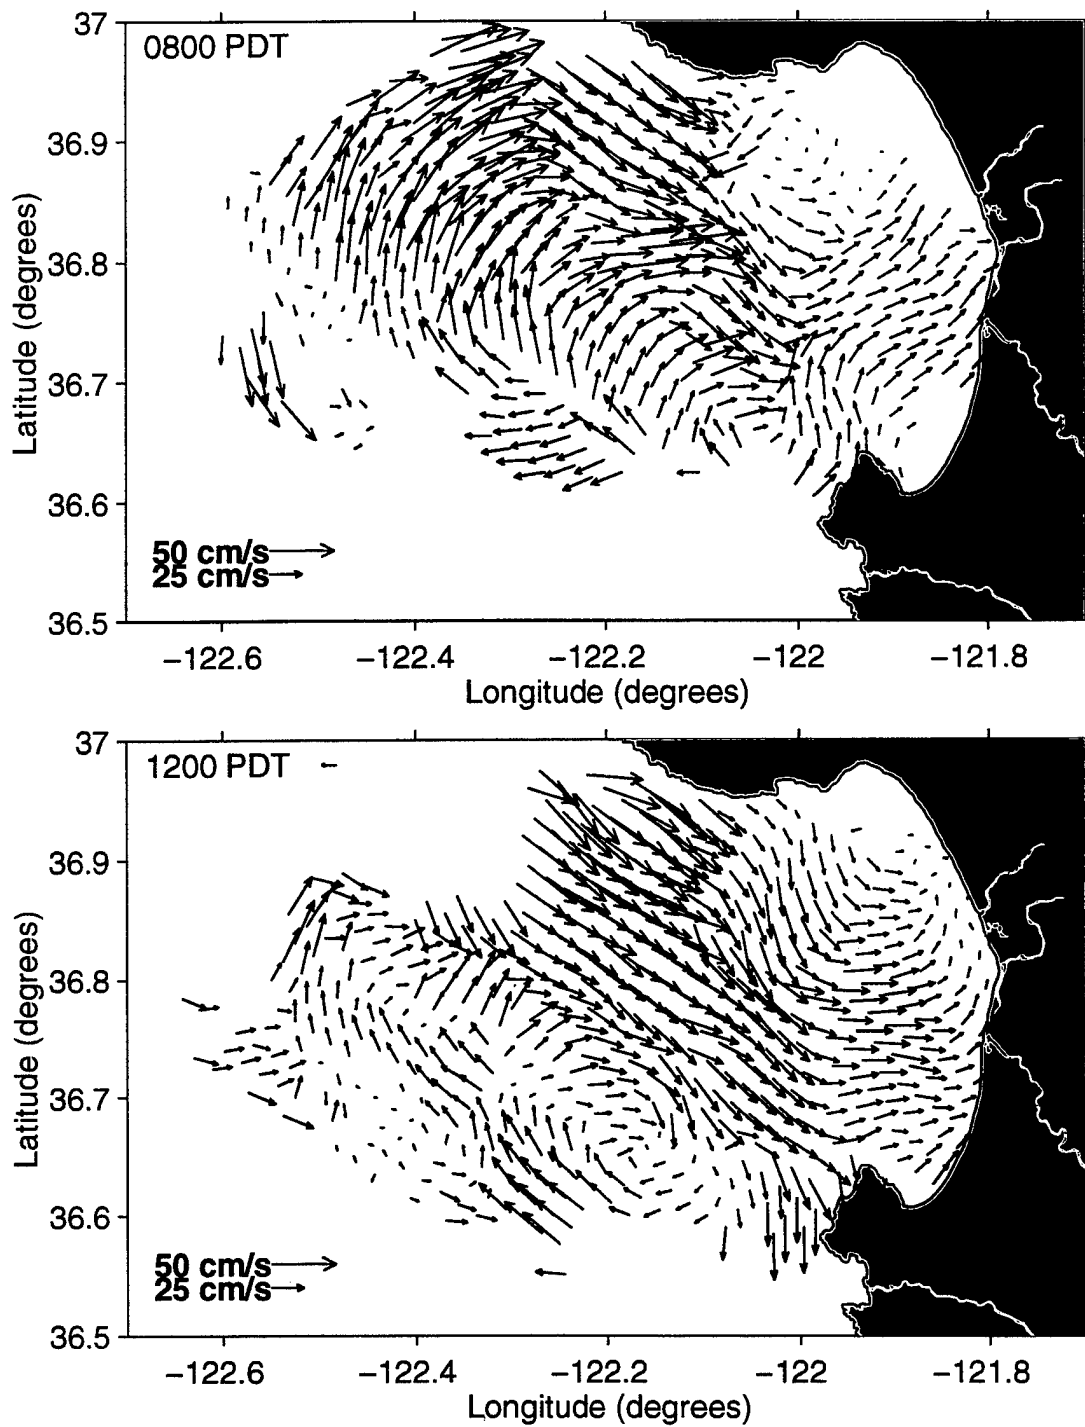 37
0800 PDT
36.9
36.8
36.7
36.6
36.5
Latitude (degrees)
50 cm/s
25 cm/s
−122.6 −122.4 −122.2 −122 −121.8
Longitude (degrees)
37
1200 PDT
36.9
36.8
36.7
36.6
36.5
Latitude (degrees)
50 cm/s
25 cm/s
−122.6 −122.4 −122.2 −122 −121.8
Longitude (degrees)